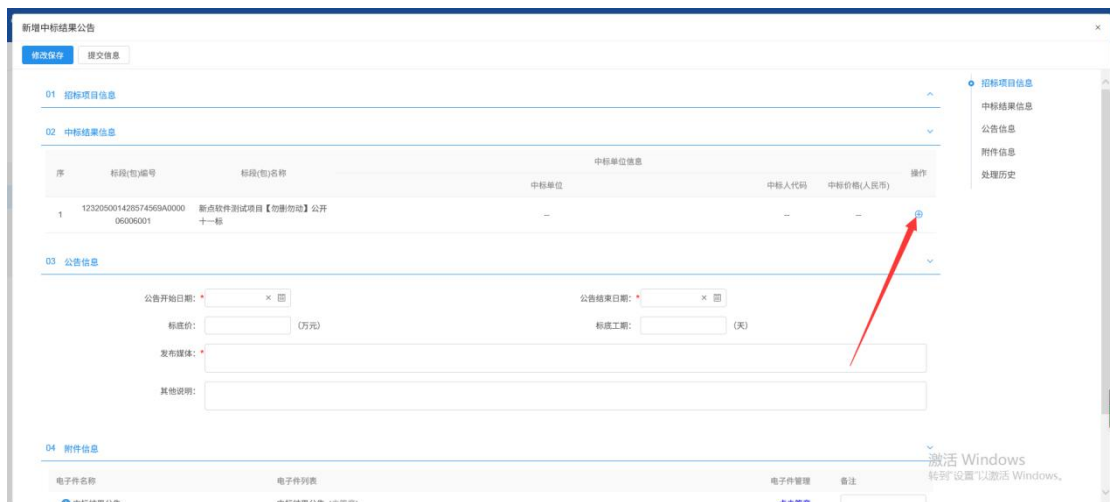 新增中标结果公告
×
修改保存 提交信息
01 招标项目信息
招标项目信息
中标结果信息
02 中标结果信息
公告信息
附件信息
处理历史
序 标段(包)编号 标段(包)名称 中标单位信息 操作
中标单位 中标人代码 中标价格(人民币)
1 123205001428574569A0000 新点软件测试项目【勿删勿动】公开 -- -- --
06006001 十一标
03 公告信息
公告开始日期: * × 公告结束日期: * ×
标底价: (万元) 标底工期: (天)
发布媒体: *
其他说明:
04 附件信息
激活 Windows
转到"设置"以激活 Windows。
电子件名称 电子件列表 电子件管理 备注